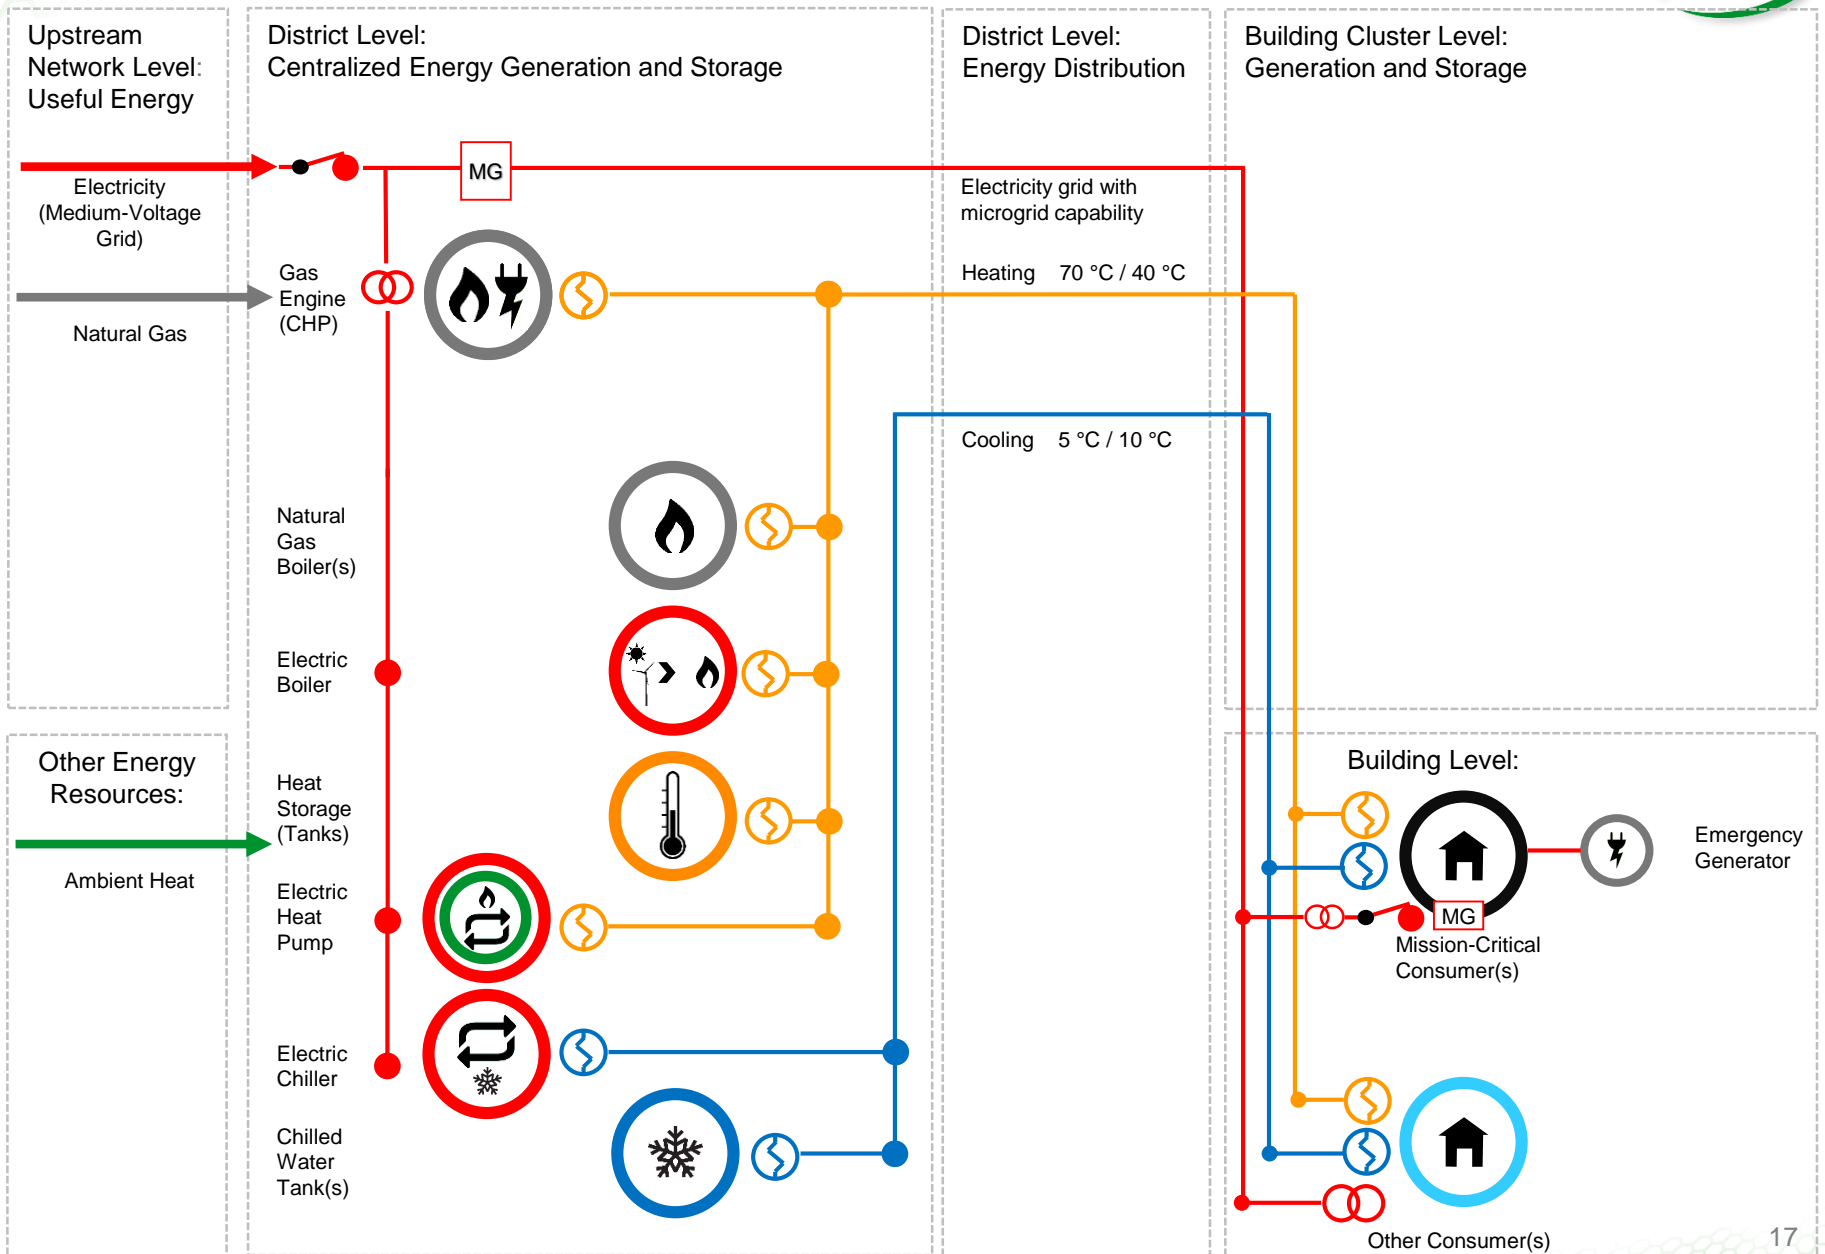 Upstream
Network Level:
Useful Energy
District Level:
Centralized Energy Generation and Storage
District Level:
Energy Distribution
Building Cluster Level:
Generation and Storage
MG
Electricity
(Medium-Voltage
Grid)
Electricity grid with
microgrid capability
Gas
Engine
(CHP)
Heating 70 °C / 40 °C
Natural Gas
Cooling 5 °C / 10 °C
Natural
Gas
Boiler(s)
Electric
Boiler
Other Energy
Resources:
Building Level:
Heat
Storage
(Tanks)
Emergency
Generator
Ambient Heat
Electric
Heat
Pump
MG
Mission-Critical
Consumer(s)
Electric
Chiller
Chilled
Water
Tank(s)
Other Consumer(s)
17